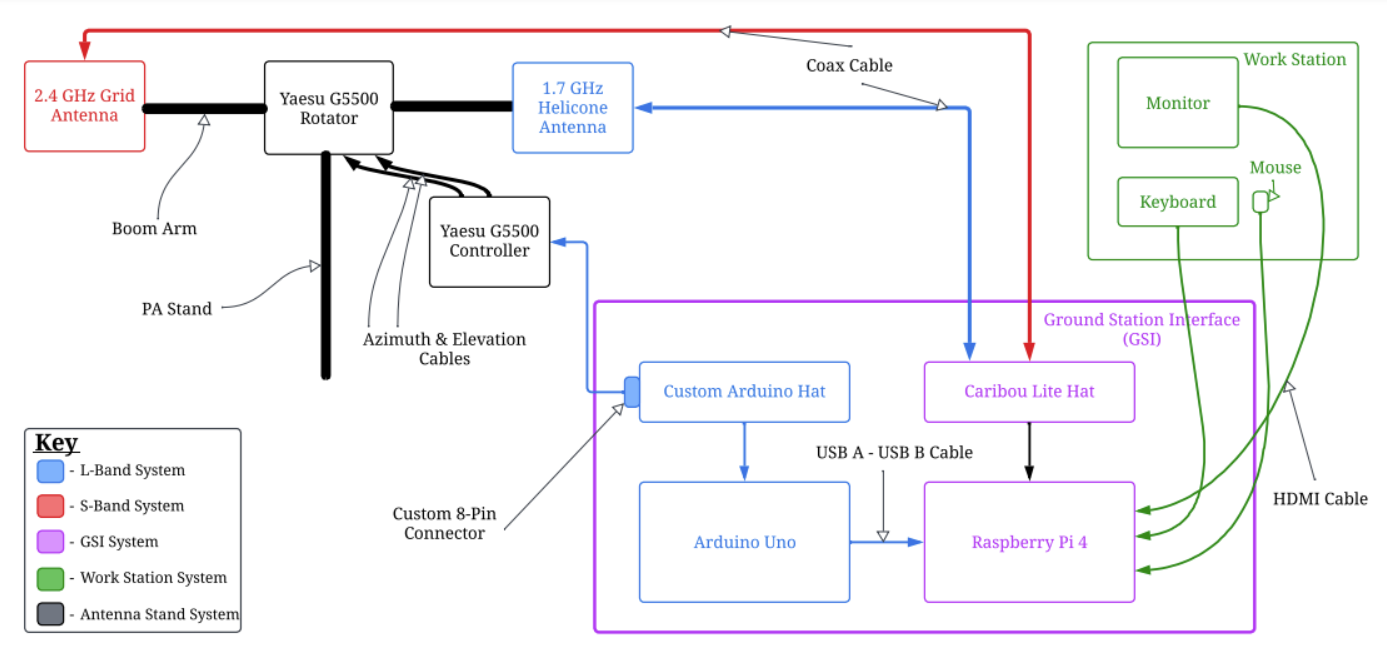 2.4 GHz Grid
Antenna
Yaesu G5500
Rotator
1.7 GHz
Helicone
Antenna
Coax Cable
Work Station
Monitor
Mouse
Keyboard
Boom Arm
Yaesu G5500
Controller
PA Stand
Azimuth & Elevation
Cables
Ground Station Interface
(GSI)
Custom Arduino Hat
Caribou Lite Hat
USB A - USB B Cable
Custom 8-Pin
Connector
HDMI Cable
Arduino Uno
Raspberry Pi 4
Key
- L-Band System
- S-Band System
- GSI System
- Work Station System
- Antenna Stand System